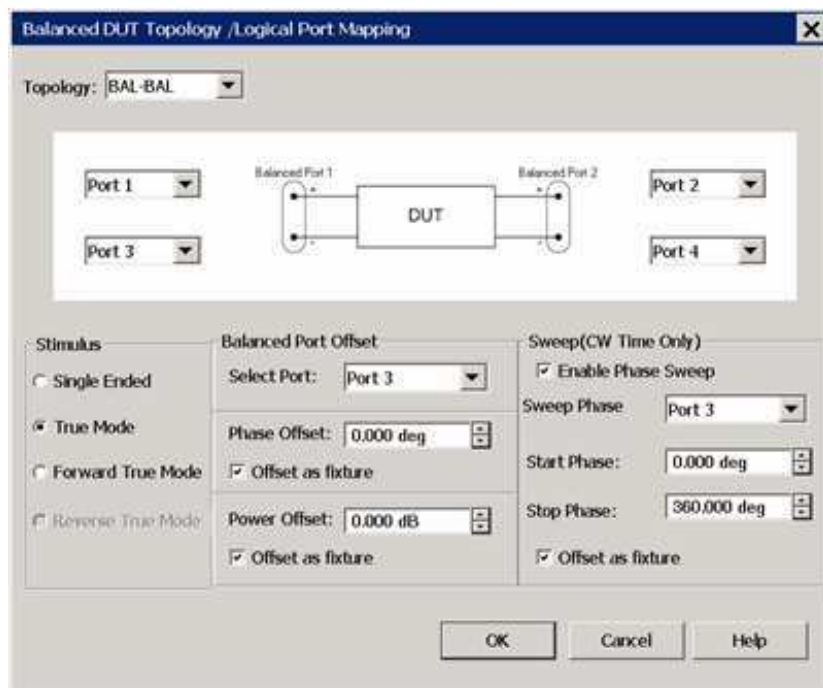 Balanced DUT Topology /Logical Port Mapping
Topology: BAL-BAL
Port 1
Balanced Port 1
Balanced Port 2
Port 2
DUT
Port 3
Port 4
Stimulus
Single Ended
True Mode
Forward True Mode
Reverse True Mode
Balanced Port Offset
Select Port: Port 3
Phase Offset: 0.000 deg
Offset as fixture
Power Offset: 0.000 dB
Offset as fixture
Sweep(CW Time Only)
Enable Phase Sweep
Sweep Phase Port 3
Start Phase: 0.000 deg
Stop Phase: 360.000 deg
Offset as fixture
OK Cancel Help